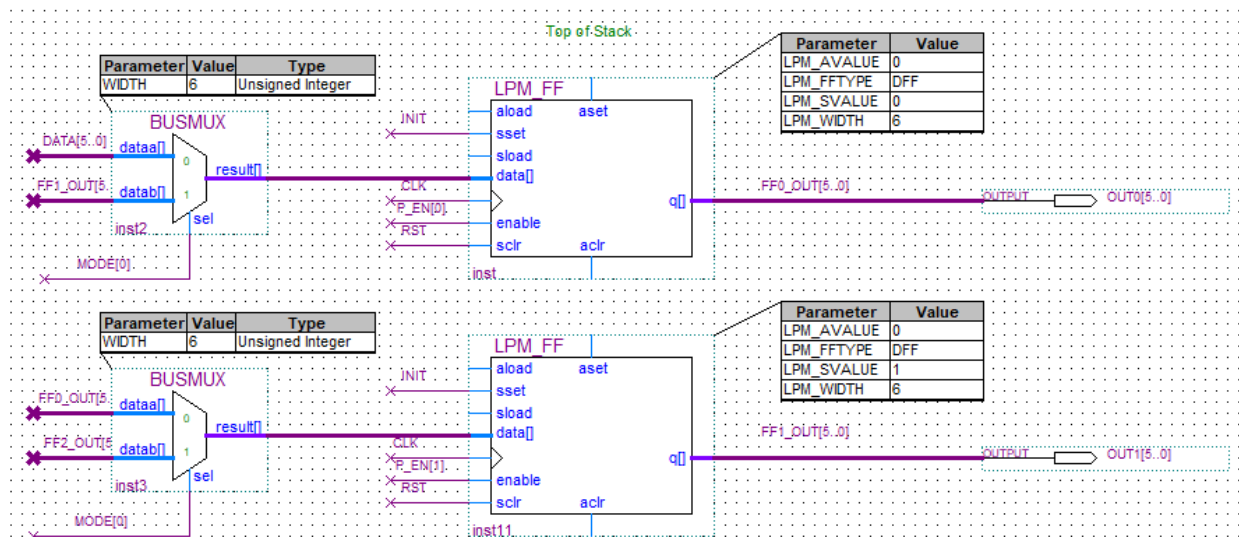 Top of Stack
Parameter Value
LPM_AVALUE 0
LPM_FFTYPE DFF
LPM_SVALUE 0
LPM_WIDTH 6
Parameter Value Type
WIDTH 6 Unsigned Integer
BUSMUX
DATA[5..0]
dataa[]
0
result[]
FF1_OUT[5.
datab[]
1
sel
inst2
MODE[0]
LPM_FF
INIT
aload aset
sset
sload
data[]
CLK
P_EN[0]
enable
RST
sclr aclr
q[]
inst
FF0_OUT[5..0]
OUTPUT
OUT0[5..0]
Parameter Value
LPM_AVALUE 0
LPM_FFTYPE DFF
LPM_SVALUE 1
LPM_WIDTH 6
Parameter Value Type
WIDTH 6 Unsigned Integer
BUSMUX
FF0_OUT[5.
dataa[]
0
result[]
FF2_OUT[5
datab[]
1
sel
inst3
MODE[0]
LPM_FF
INIT
aload aset
sset
sload
data[]
CLK
P_EN[1]
enable
RST
sclr aclr
q[]
inst11
FF1_OUT[5..0]
OUTPUT
OUT1[5..0]